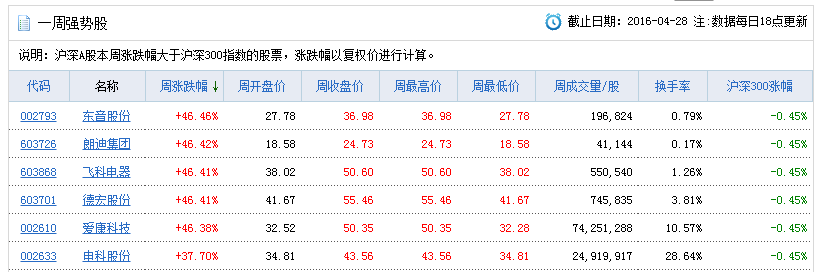 一周强势股 截止日期：2016-04-28 注:数据每日18点更新
说明：沪深A股本周涨跌幅大于沪深300指数的股票，涨跌幅以复权价进行计算。
代码 名称 周涨跌幅↓ 周开盘价 周收盘价 周最高价 周最低价 周成交量/股 换手率 沪深300涨幅
002793 东音股份 +46.46% 27.78 36.98 36.98 27.78 196,824 0.79% -0.45%
603726 朗迪集团 +46.42% 18.58 24.73 24.73 18.58 41,144 0.17% -0.45%
603868 飞科电器 +46.41% 38.02 50.60 50.60 38.02 550,540 1.26% -0.45%
603701 德宏股份 +46.41% 41.67 55.46 55.46 41.67 745,835 3.81% -0.45%
002610 爱康科技 +46.38% 32.52 50.35 50.35 32.28 74,251,288 10.57% -0.45%
002633 申科股份 +37.70% 34.81 43.56 43.56 34.81 24,919,917 28.64% -0.45%